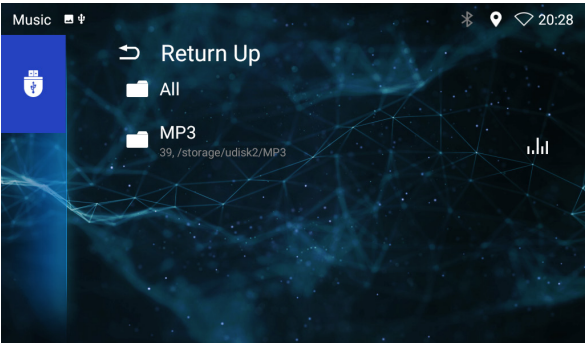 Music
20:28
Return Up
All
MP3
39, /storage/udisk2/MP3